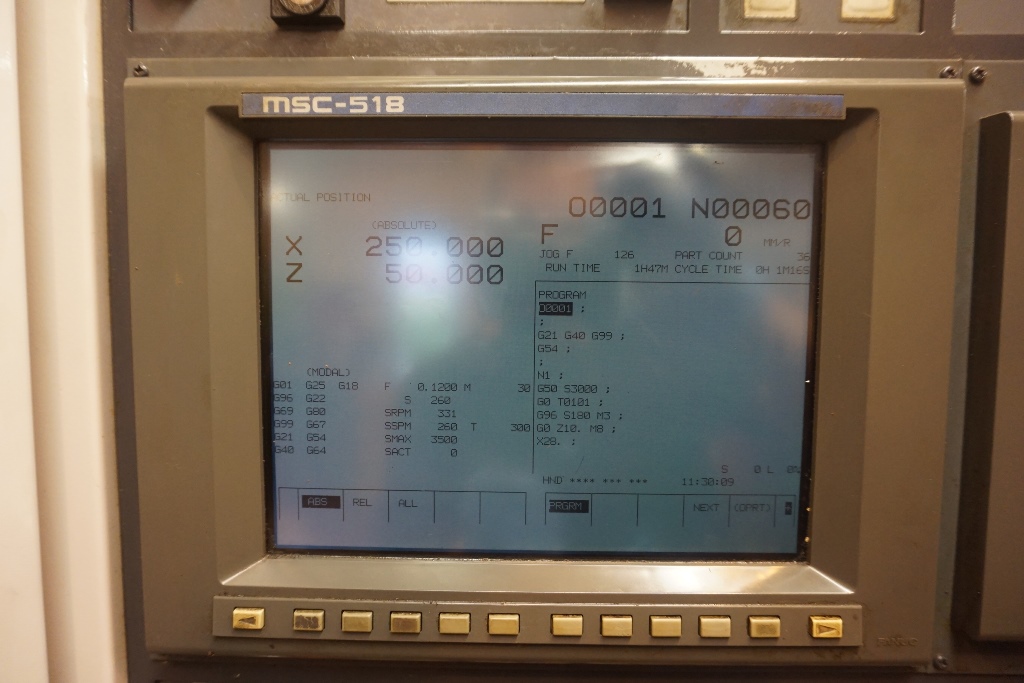 MSC-518
ACTUAL POSITION
O0001 N00060
(ABSOLUTE)
F 0 MM/R
X 250.000
Z 50.000
JOG F 126 PART COUNT 36
RUN TIME 1H47M CYCLE TIME 0H 1M16S
PROGRAM
O0001 ;
;
G21 G40 G99 ;
G54 ;
;
N1 ;
G50 S3000 ;
G0 T0101 ;
G96 S180 M3 ;
G0 Z10. M8 ;
X28. ;
(MODAL)
G01 G25 G18 F 0.1200 M 30
G96 G22 S 260
G69 G80 SRPM 331
G99 G67 SSPM 260 T 300
G21 G54 SMAX 3500
G40 G64 SACT 0
S 0 L 0%
HND **** *** *** 11:30:09
ABS REL ALL
PRGRM NEXT (OPRT)